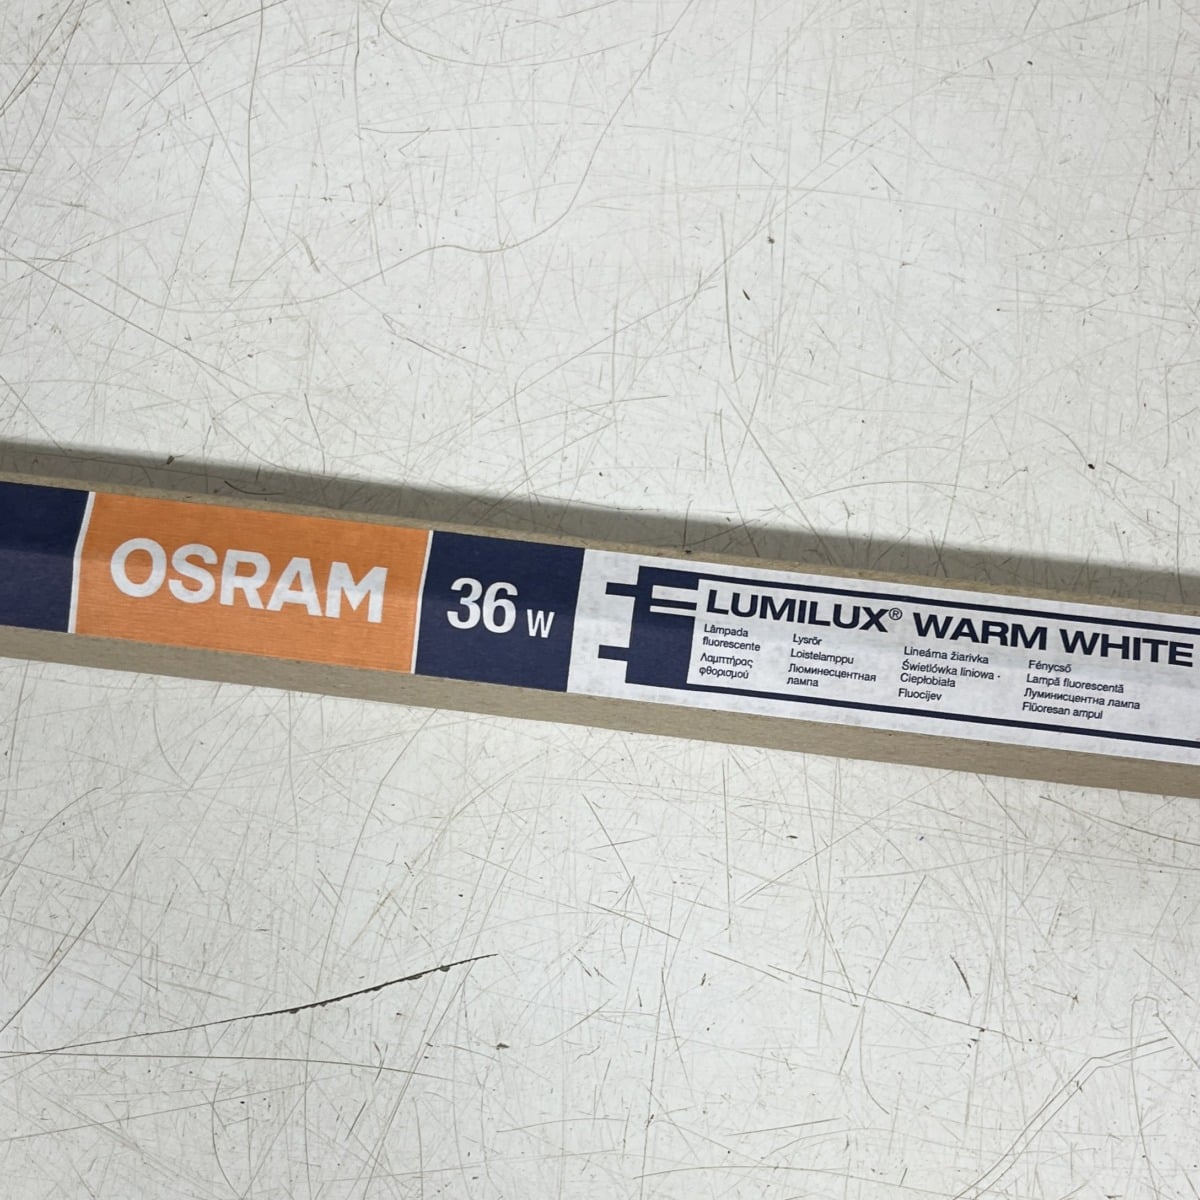 OSRAM
36 W
LUMILUX® WARM WHITE
Lâmpada
fluorescente
Λαμπτήρας
φθορισμού
Lysrör
Loistelamppu
Люминесцентная
лампа
Lineárna žiarivka
Świetlówka liniowa ·
Ciepłobiała
Fluocijev
Fénycső
Lampă fluorescentă
Луминисцентна лампа
Flüoresan ampul